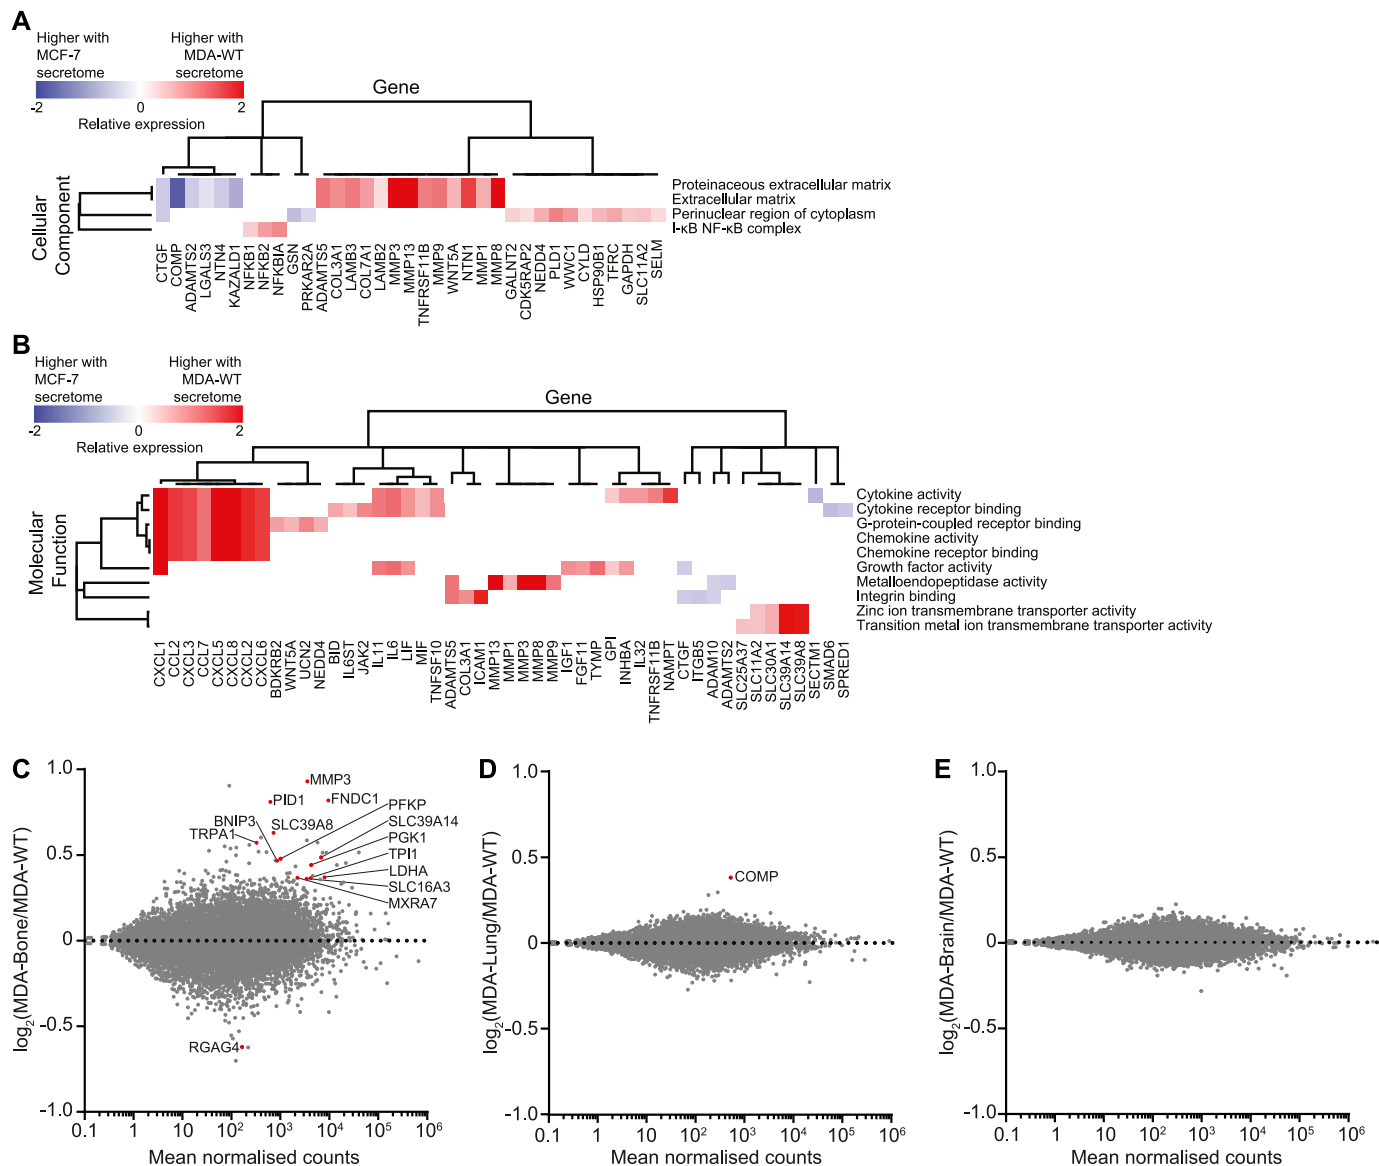 A
Higher with
MCF-7
secretome
Higher with
MDA-WT
secretome
-2
0
2
Relative expression
Gene
Cellular
Component
Proteinaceous extracellular matrix
Extracellular matrix
Perinuclear region of cytoplasm
I-κB NF-κB complex
CTGF
COMP
ADAMTS2
LGALS3
NTN4
KAZALD1
NFKB1
NFKB2
NFKBIA
GSN
PRKAR2A
ADAMTS5
COL3A1
LAMB3
COL7A1
LAMB2
MMP3
MMP13
TNFRSF11B
MMP9
WNT5A
NTN1
MMP1
MMP8
GALNT2
CDK5RAP2
NEDD4
PLD1
WWC1
CYLD
HSP90B1
TFRC
GAPDH
SLC11A2
SELM
B
Higher with
MCF-7
secretome
Higher with
MDA-WT
secretome
-2
0
2
Relative expression
Gene
Molecular
Function
Cytokine activity
Cytokine receptor binding
G-protein-coupled receptor binding
Chemokine activity
Chemokine receptor binding
Growth factor activity
Metalloendopeptidase activity
Integrin binding
Zinc ion transmembrane transporter activity
Transition metal ion transmembrane transporter activity
CXCL1
CCL2
CXCL3
CCL7
CXCL5
CXCL8
CXCL2
CXCL6
BDKRB2
WNT5A
UCN2
NEDD4
BID
IL6ST
JAK2
IL11
IL6
LIF
MIF
TNFSF10
ADAMTS5
COL3A1
ICAM1
MMP13
MMP1
MMP3
MMP8
MMP9
IGF1
FGF11
TYMP
GPI
INHBA
IL32
TNFRSF11B
NAMPT
CTGF
ITGB5
ADAM10
ADAMTS2
SLC25A37
SLC11A2
SLC30A1
SLC39A14
SLC39A8
SECTM1
SMAD6
SPRED1
C
log2(MDA-Bone/MDA-WT)
1.0
0.5
0
−0.5
−1.0
MMP3
PID1
FNDC1
PFKP
BNIP3
SLC39A8
TRPA1
SLC39A14
PGK1
TPI1
LDHA
SLC16A3
MXRA7
RGAG4
0.1 1 10 10² 10³ 10⁴ 10⁵ 10⁶
Mean normalised counts
D
log2(MDA-Lung/MDA-WT)
1.0
0.5
0
−0.5
−1.0
COMP
0.1 1 10 10² 10³ 10⁴ 10⁵ 10⁶
Mean normalised counts
E
log2(MDA-Brain/MDA-WT)
1.0
0.5
0
−0.5
−1.0
0.1 1 10 10² 10³ 10⁴ 10⁵ 10⁶
Mean normalised counts